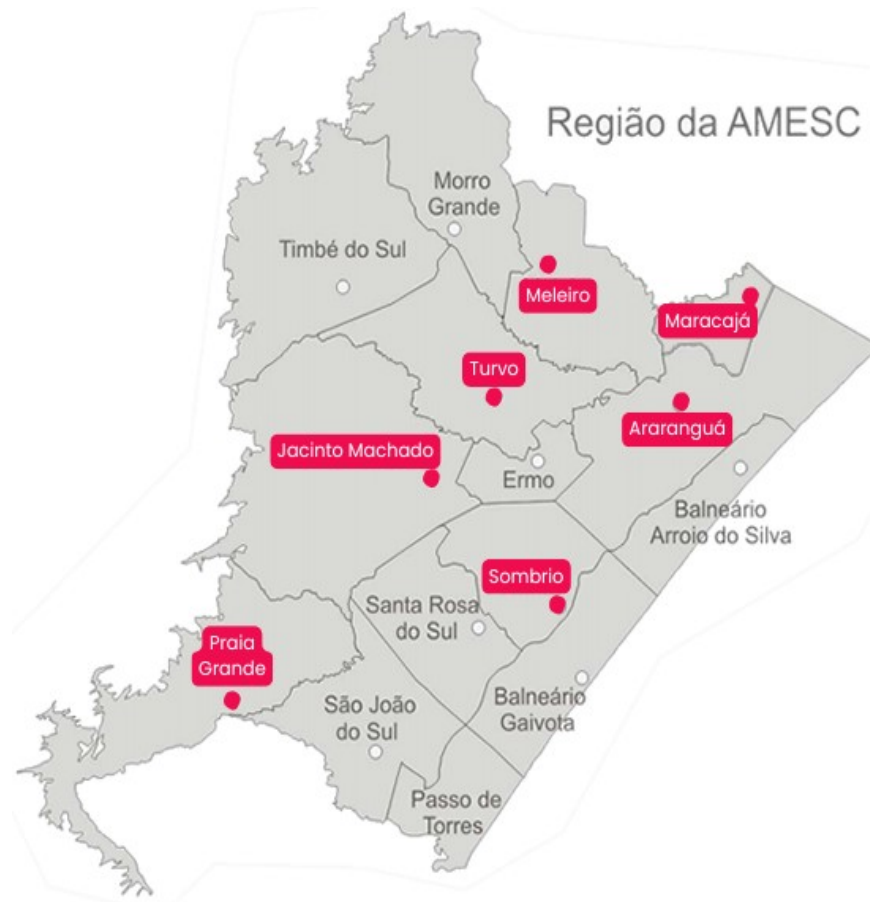 Região da AMESC
Morro
Grande
Timbé do Sul
Meleiro
Maracajá
Turvo
Araranguá
Jacinto Machado
Ermo
Balneário
Arroio do Silva
Sombrio
Santa Rosa
do Sul
Praia
Grande
São João
do Sul
Balneário
Gaivota
Passo de
Torres